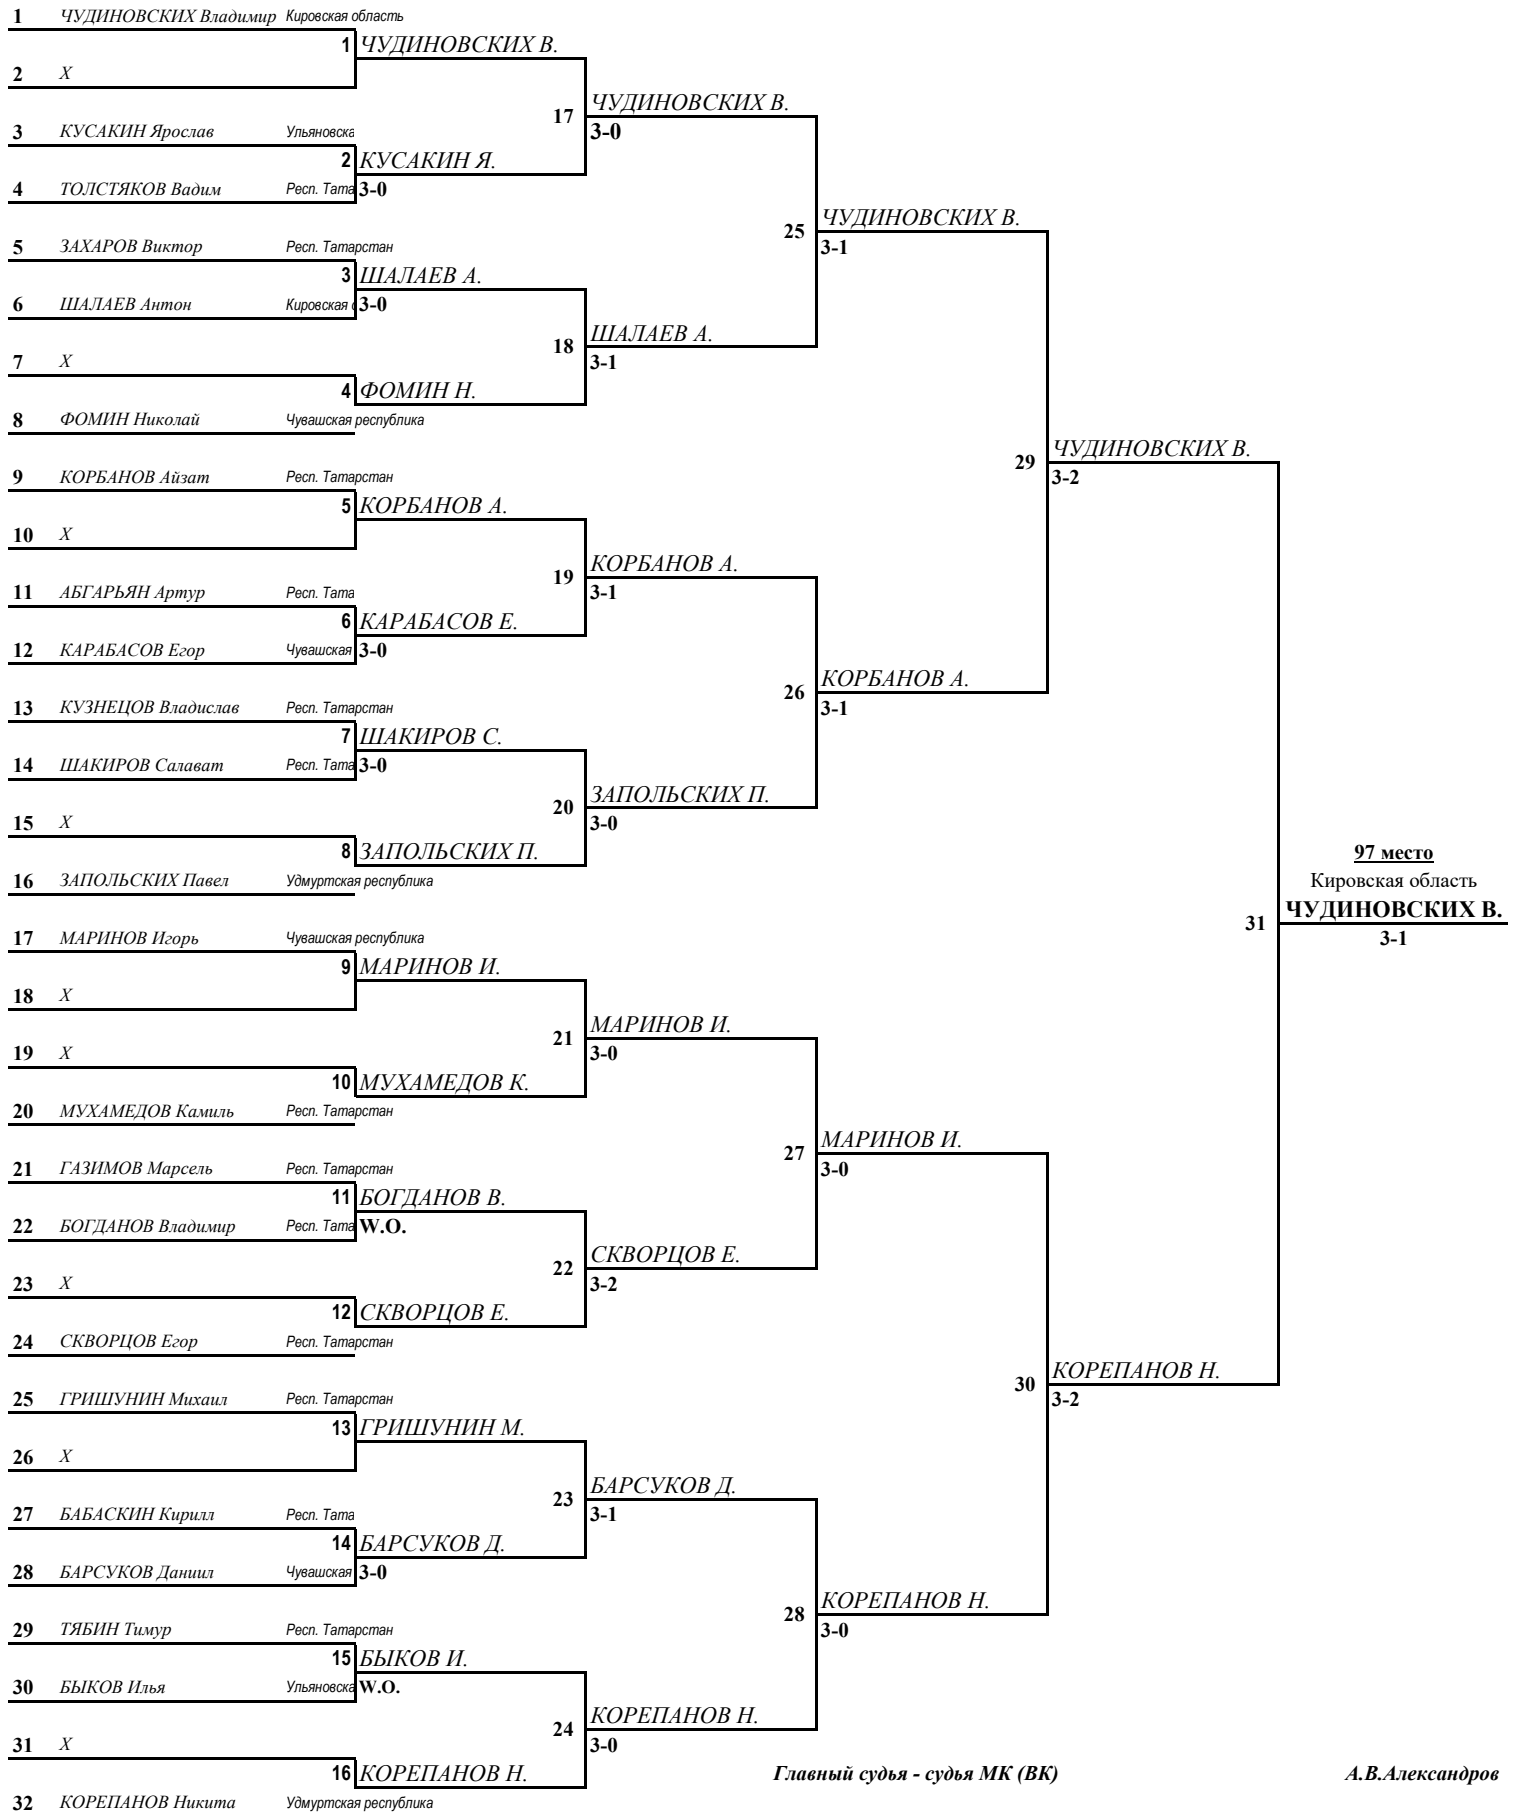 1 ЧУДИНОВСКИХ Владимир Кировская область
1 ЧУДИНОВСКИХ В.
2 X
17 ЧУДИНОВСКИХ В.
3 КУСАКИН Ярослав Ульяновска 3-0
2 КУСАКИН Я.
4 ТОЛСТЯКОВ Вадим Респ. Тата 3-0
25 ЧУДИНОВСКИХ В.
5 ЗАХАРОВ Виктор Респ. Татарстан 3-1
3 ШАЛАЕВ А.
6 ШАЛАЕВ Антон Кировская 3-0
18 ШАЛАЕВ А.
7 X 3-1
4 ФОМИН Н.
8 ФОМИН Николай Чувашская республика
29 ЧУДИНОВСКИХ В.
9 КОРБАНОВ Айзат Респ. Татарстан 3-2
5 КОРБАНОВ А.
10 X
19 КОРБАНОВ А.
11 АБГАРЬЯН Артур Респ. Тата 3-1
6 КАРАБАСОВ Е.
12 КАРАБАСОВ Егор Чувашская 3-0
26 КОРБАНОВ А.
13 КУЗНЕЦОВ Владислав Респ. Татарстан 3-1
7 ШАКИРОВ С.
14 ШАКИРОВ Салават Респ. Тата 3-0
20 ЗАПОЛЬСКИХ П.
15 X 3-0
8 ЗАПОЛЬСКИХ П. 97 место
16 ЗАПОЛЬСКИХ Павел Удмуртская республика Кировская область
31 ЧУДИНОВСКИХ В.
17 МАРИНОВ Игорь Чувашская республика 3-1
9 МАРИНОВ И.
18 X
21 МАРИНОВ И.
19 X 3-0
10 МУХАМЕДОВ К.
20 МУХАМЕДОВ Камиль Респ. Татарстан
27 МАРИНОВ И.
21 ГАЗИМОВ Марсель Респ. Татарстан 3-0
11 БОГДАНОВ В.
22 БОГДАНОВ Владимир Респ. Тата W.O.
22 СКВОРЦОВ Е.
23 X 3-2
12 СКВОРЦОВ Е.
24 СКВОРЦОВ Егор Респ. Татарстан
30 КОРЕПАНОВ Н.
25 ГРИШУНИН Михаил Респ. Татарстан 3-2
13 ГРИШУНИН М.
26 X
23 БАРСУКОВ Д.
27 БАБАСКИН Кирилл Респ. Тата 3-1
14 БАРСУКОВ Д.
28 БАРСУКОВ Даниил Чувашская 3-0
28 КОРЕПАНОВ Н.
29 ТЯБИН Тимур Респ. Татарстан 3-0
15 БЫКОВ И.
30 БЫКОВ Илья Ульяновска W.O.
24 КОРЕПАНОВ Н.
31 X 3-0
16 КОРЕПАНОВ Н. Главный судья - судья МК (ВК) А.В.Александров
32 КОРЕПАНОВ Никита Удмуртская республика